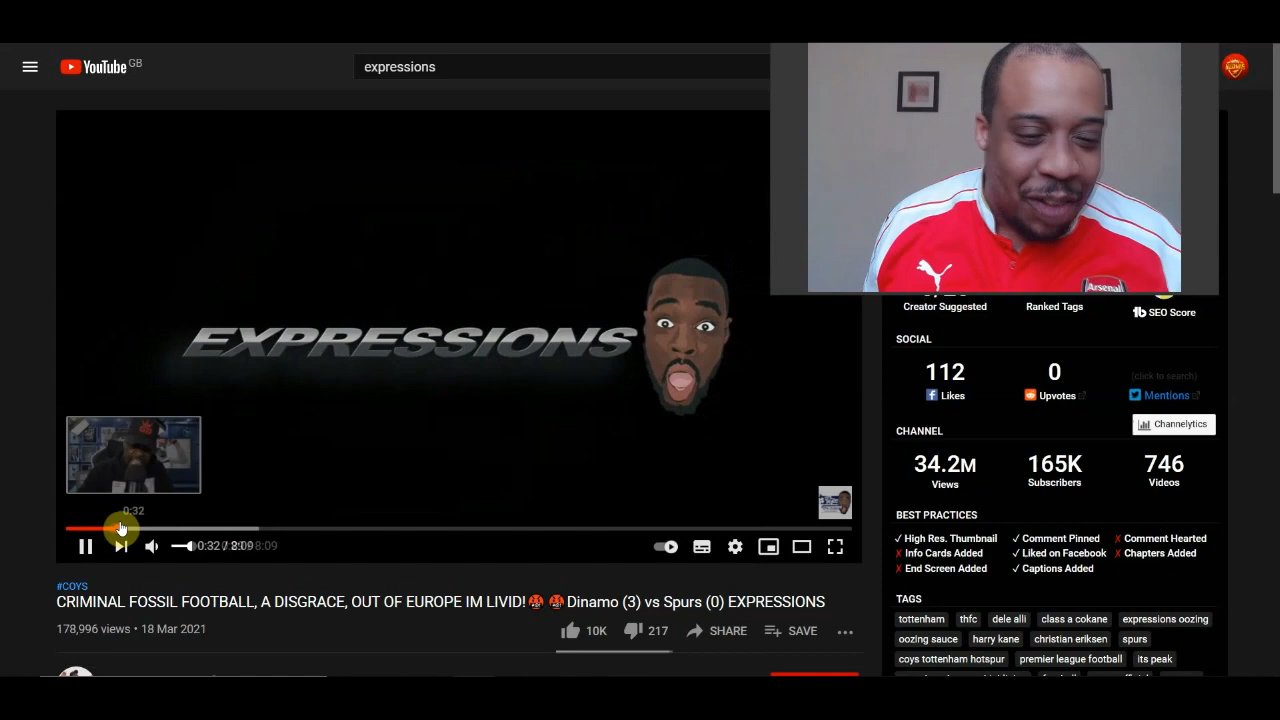 YouTube GB
expressions
EXPRESSIONS
Arsenal
0:32
0:32 / 8:09
#COYS
CRIMINAL FOSSIL FOOTBALL, A DISGRACE, OUT OF EUROPE IM LIVID! Dinamo (3) vs Spurs (0) EXPRESSIONS
178,996 views • 18 Mar 2021
10K
217
SHARE
SAVE
Creator Suggested
Ranked Tags
tb SEO Score
SOCIAL
112
0
(click to search)
Likes
Upvotes
Mentions
CHANNEL
Channelytics
34.2M
165K
746
Views
Subscribers
Videos
BEST PRACTICES
✓ High Res. Thumbnail
✓ Comment Pinned
✗ Comment Hearted
✗ Info Cards Added
✓ Liked on Facebook
✗ Chapters Added
✗ End Screen Added
✓ Captions Added
TAGS
tottenham
thfc
dele alli
class a cokane
expressions oozing
oozing sauce
harry kane
christian eriksen
spurs
coys tottenham hotspur
premier league football
its peak